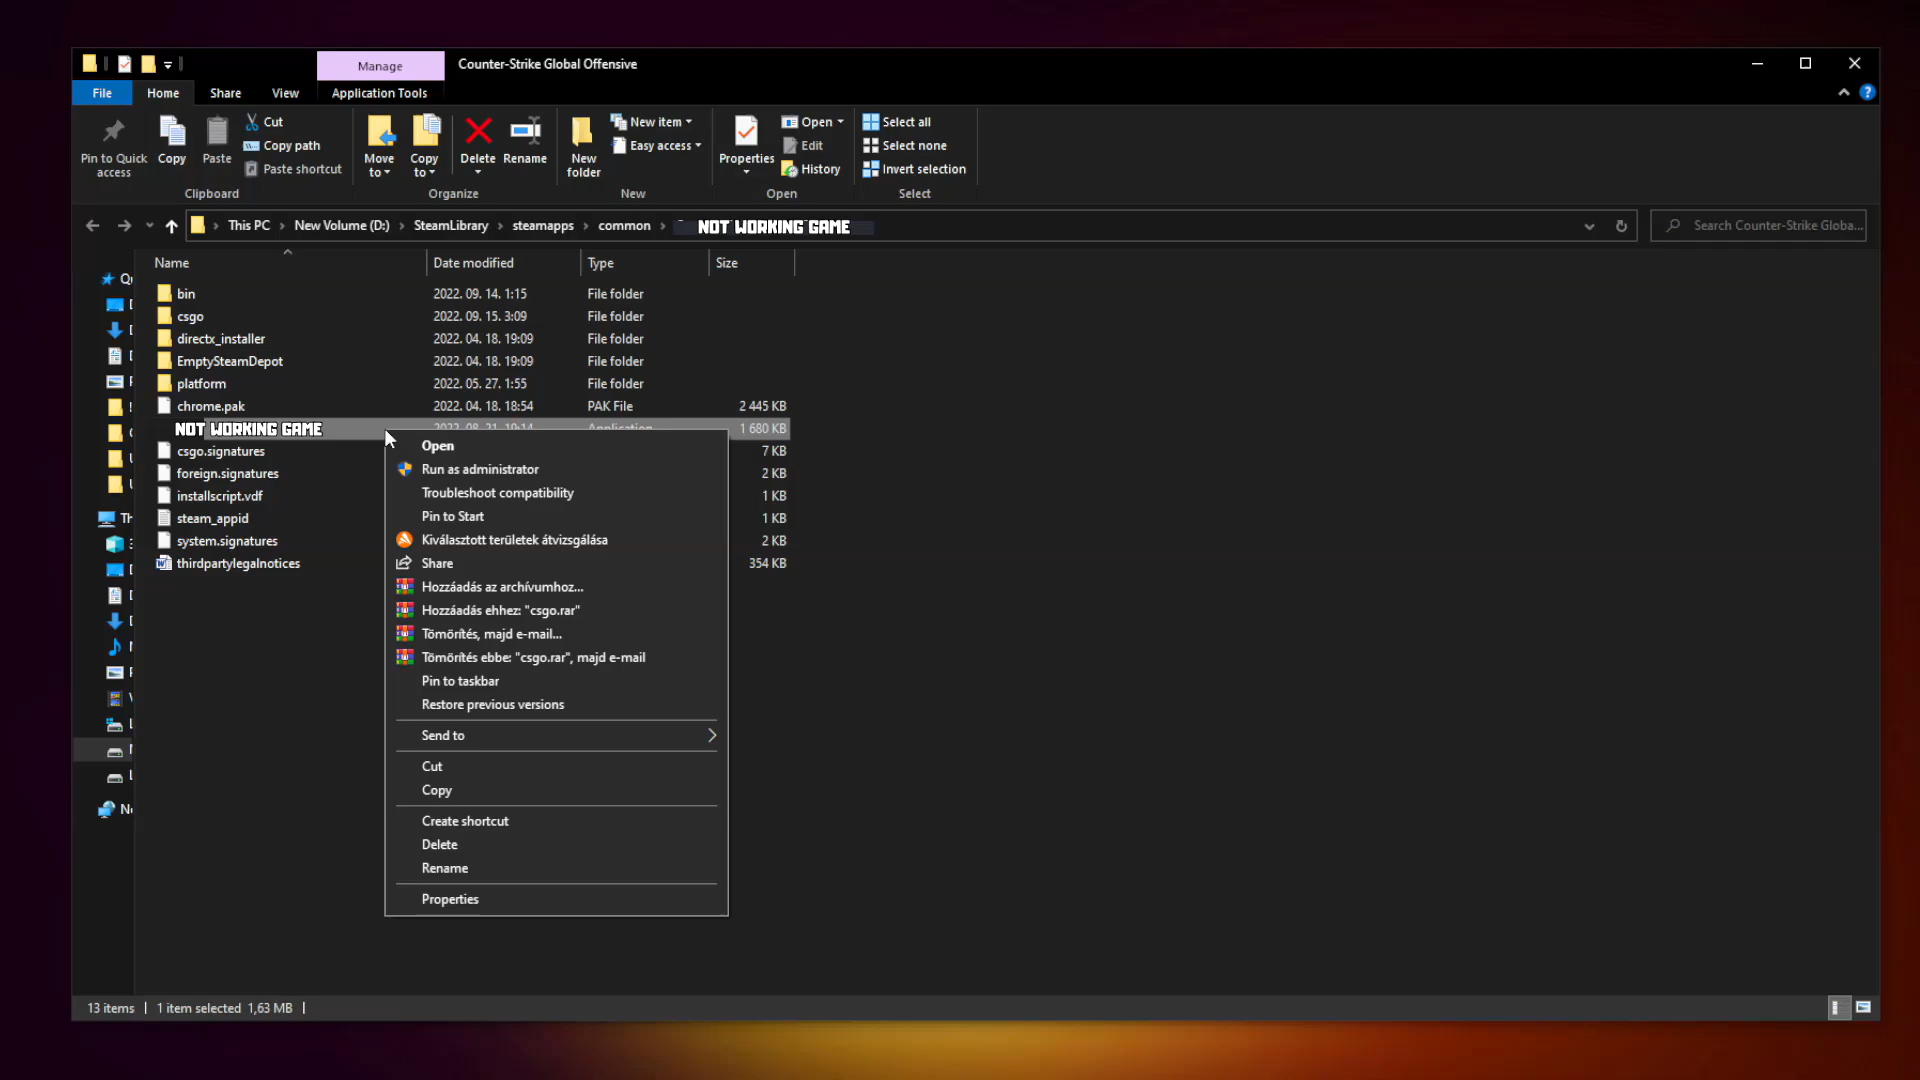 Manage
Counter-Strike Global Offensive
File
Home
Share
View
Application Tools
Pin to Quick access
Copy
Paste
Cut
Copy path
Paste shortcut
Clipboard
Move to
Copy to
Delete
Rename
Organize
New folder
New item
Easy access
New
Properties
Open
Edit
History
Open
Select all
Select none
Invert selection
Select
This PC
New Volume (D:)
SteamLibrary
steamapps
common
NOT WORKING GAME
Search Counter-Strike Globa...
Name
Date modified
Type
Size
bin 2022. 09. 14. 1:15 File folder
csgo 2022. 09. 15. 3:09 File folder
directx_installer 2022. 04. 18. 19:09 File folder
EmptySteamDepot 2022. 04. 18. 19:09 File folder
platform 2022. 05. 27. 1:55 File folder
chrome.pak 2022. 04. 18. 18:54 PAK File 2 445 KB
NOT WORKING GAME 2022. 08. 21. 19:14 Application 1 680 KB
csgo.signatures 7 KB
foreign.signatures 2 KB
installscript.vdf 1 KB
steam_appid 1 KB
system.signatures 2 KB
thirdpartylegalnotices 354 KB
Open
Run as administrator
Troubleshoot compatibility
Pin to Start
Kiválasztott területek átvizsgálása
Share
Hozzáadás az archívumhoz...
Hozzáadás ehhez: "csgo.rar"
Tömörítés, majd e-mail...
Tömörítés ebbe: "csgo.rar", majd e-mail
Pin to taskbar
Restore previous versions
Send to
Cut
Copy
Create shortcut
Delete
Rename
Properties
13 items
1 item selected 1,63 MB